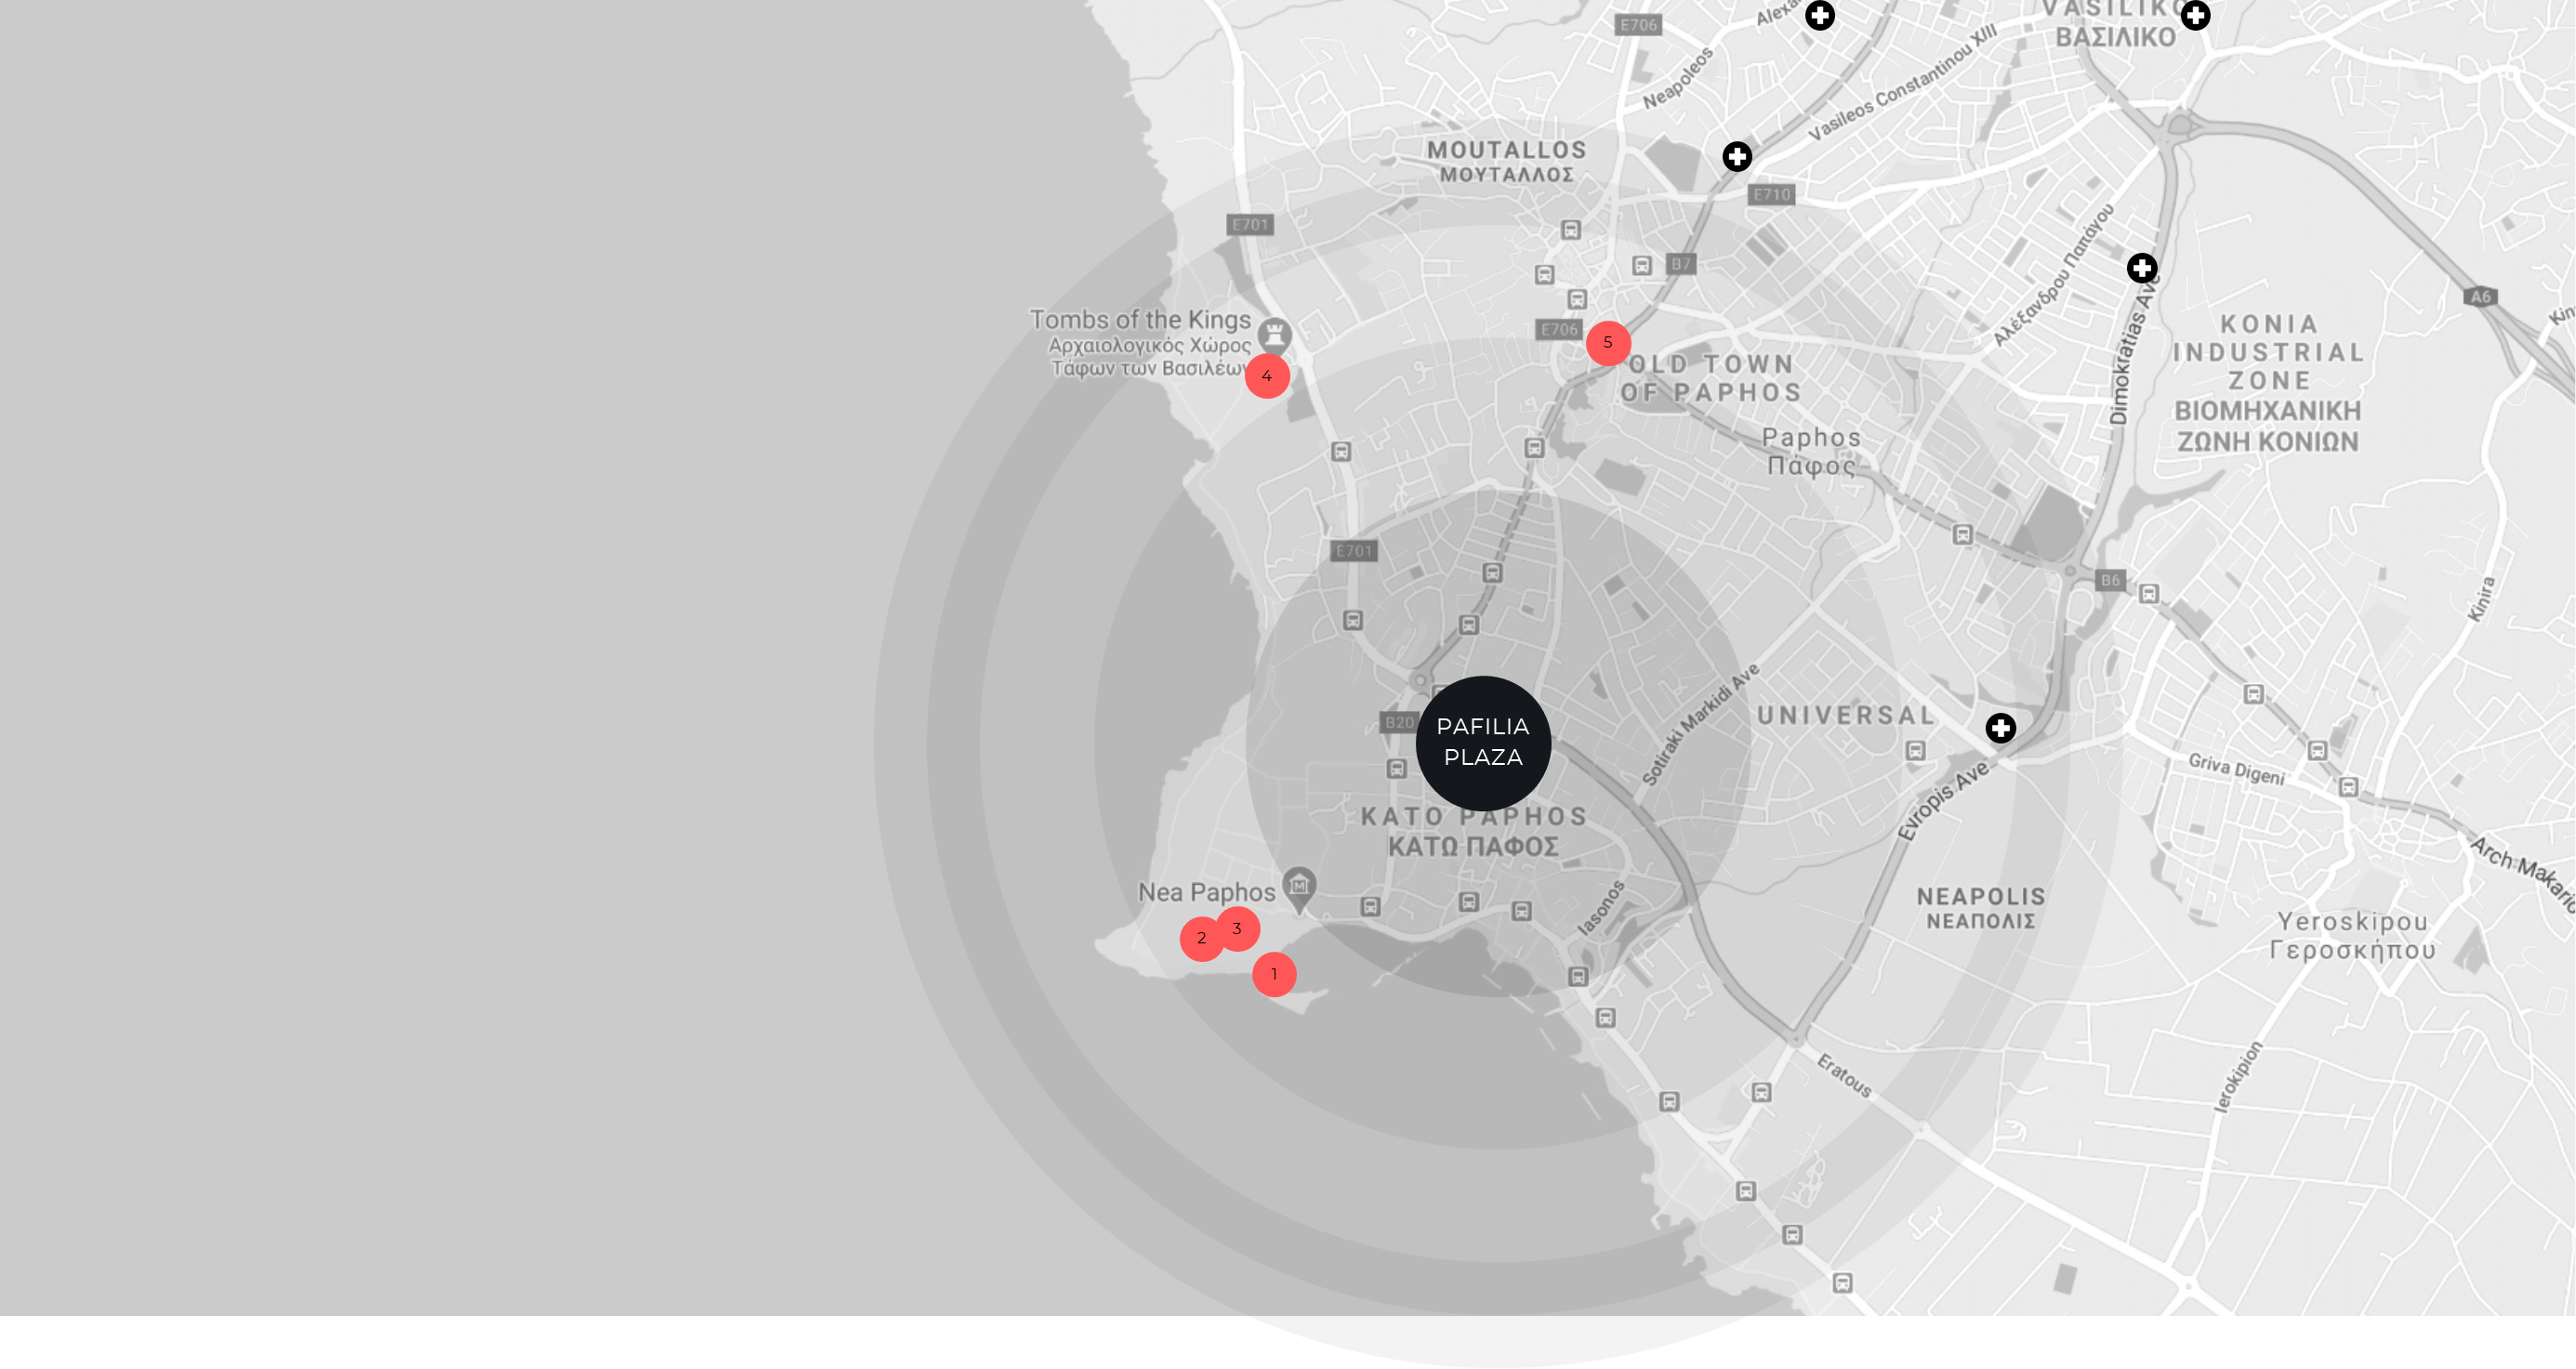 E706
VASILIKO
ΒΑΣΙΛΙΚΟ
Neapoleos
Vasileos Constantinou XIII
MOUTALLOS
ΜΟΥΤΑΛΛΟΣ
E710
E701
B7
Αλέξανδρου Παπάγου
Dimokratias Ave
A6
Tombs of the Kings
Αρχαιολογικός Χώρος
Τάφων των Βασιλέων
4
E706
5
OLD TOWN
OF PAPHOS
KONIA
INDUSTRIAL
ZONE
ΒΙΟΜΗΧΑΝΙΚΗ
ΖΩΝΗ ΚΟΝΙΩΝ
Paphos
Πάφος
E701
B6
Kinira
B20
PAFILIA
PLAZA
Sotiraki Markidi Ave
UNIVERSAL
Evropis Ave
Griva Digeni
KATO PAPHOS
ΚΑΤΩ ΠΑΦΟΣ
Arch Makario
Nea Paphos
Iasonos
NEAPOLIS
ΝΕΑΠΟΛΙΣ
Yeroskipou
Γεροσκήπου
2
3
1
Eratous
Ierokipion